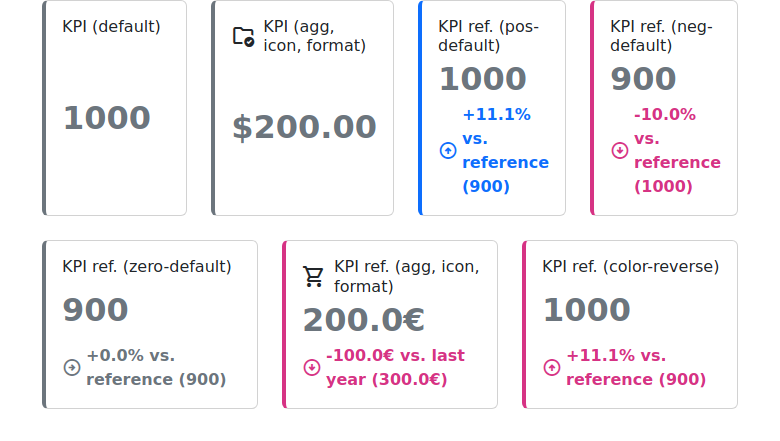 KPI (default)
1000
KPI (agg,
icon, format)
$200.00
KPI ref. (pos-
default)
1000
+11.1%
vs.
reference
(900)
KPI ref. (neg-
default)
900
-10.0%
vs.
reference
(1000)
KPI ref. (zero-default)
900
+0.0% vs.
reference (900)
KPI ref. (agg, icon,
format)
200.0€
-100.0€ vs. last
year (300.0€)
KPI ref. (color-reverse)
1000
+11.1% vs.
reference (900)